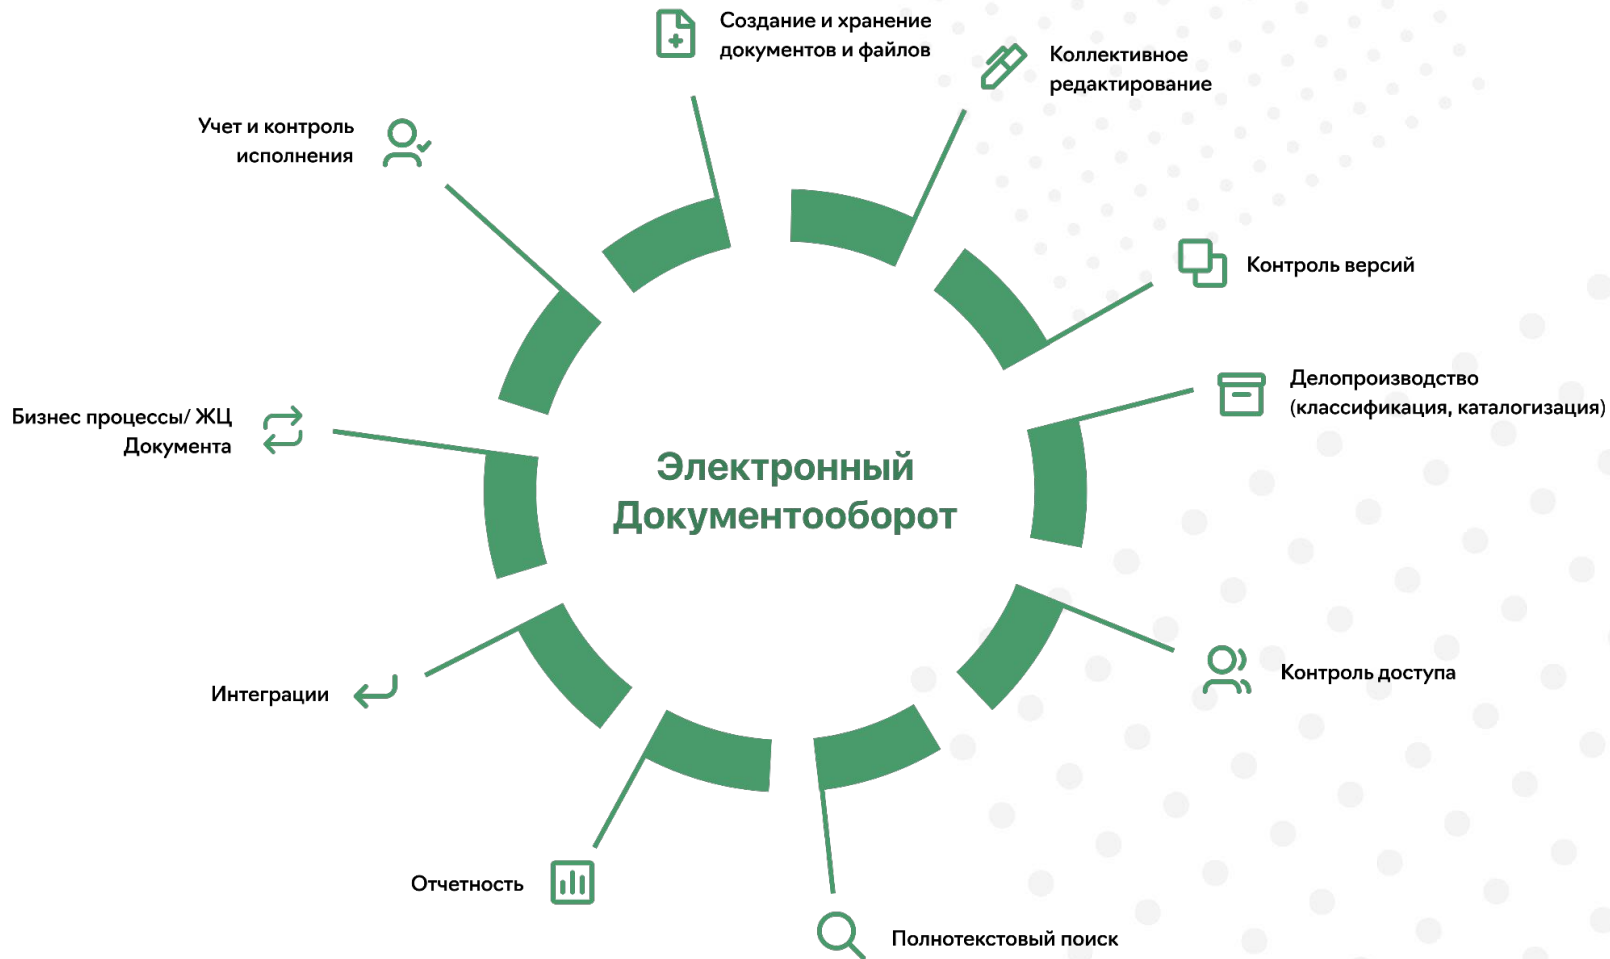 Создание и хранение
документов и файлов
Коллективное
редактирование
Контроль версий
Делопроизводство
(классификация, каталогизация)
Контроль доступа
Полнотекстовый поиск
Отчетность
Интеграции
Бизнес процессы/ ЖЦ
Документа
Учет и контроль
исполнения
Электронный
Документооборот